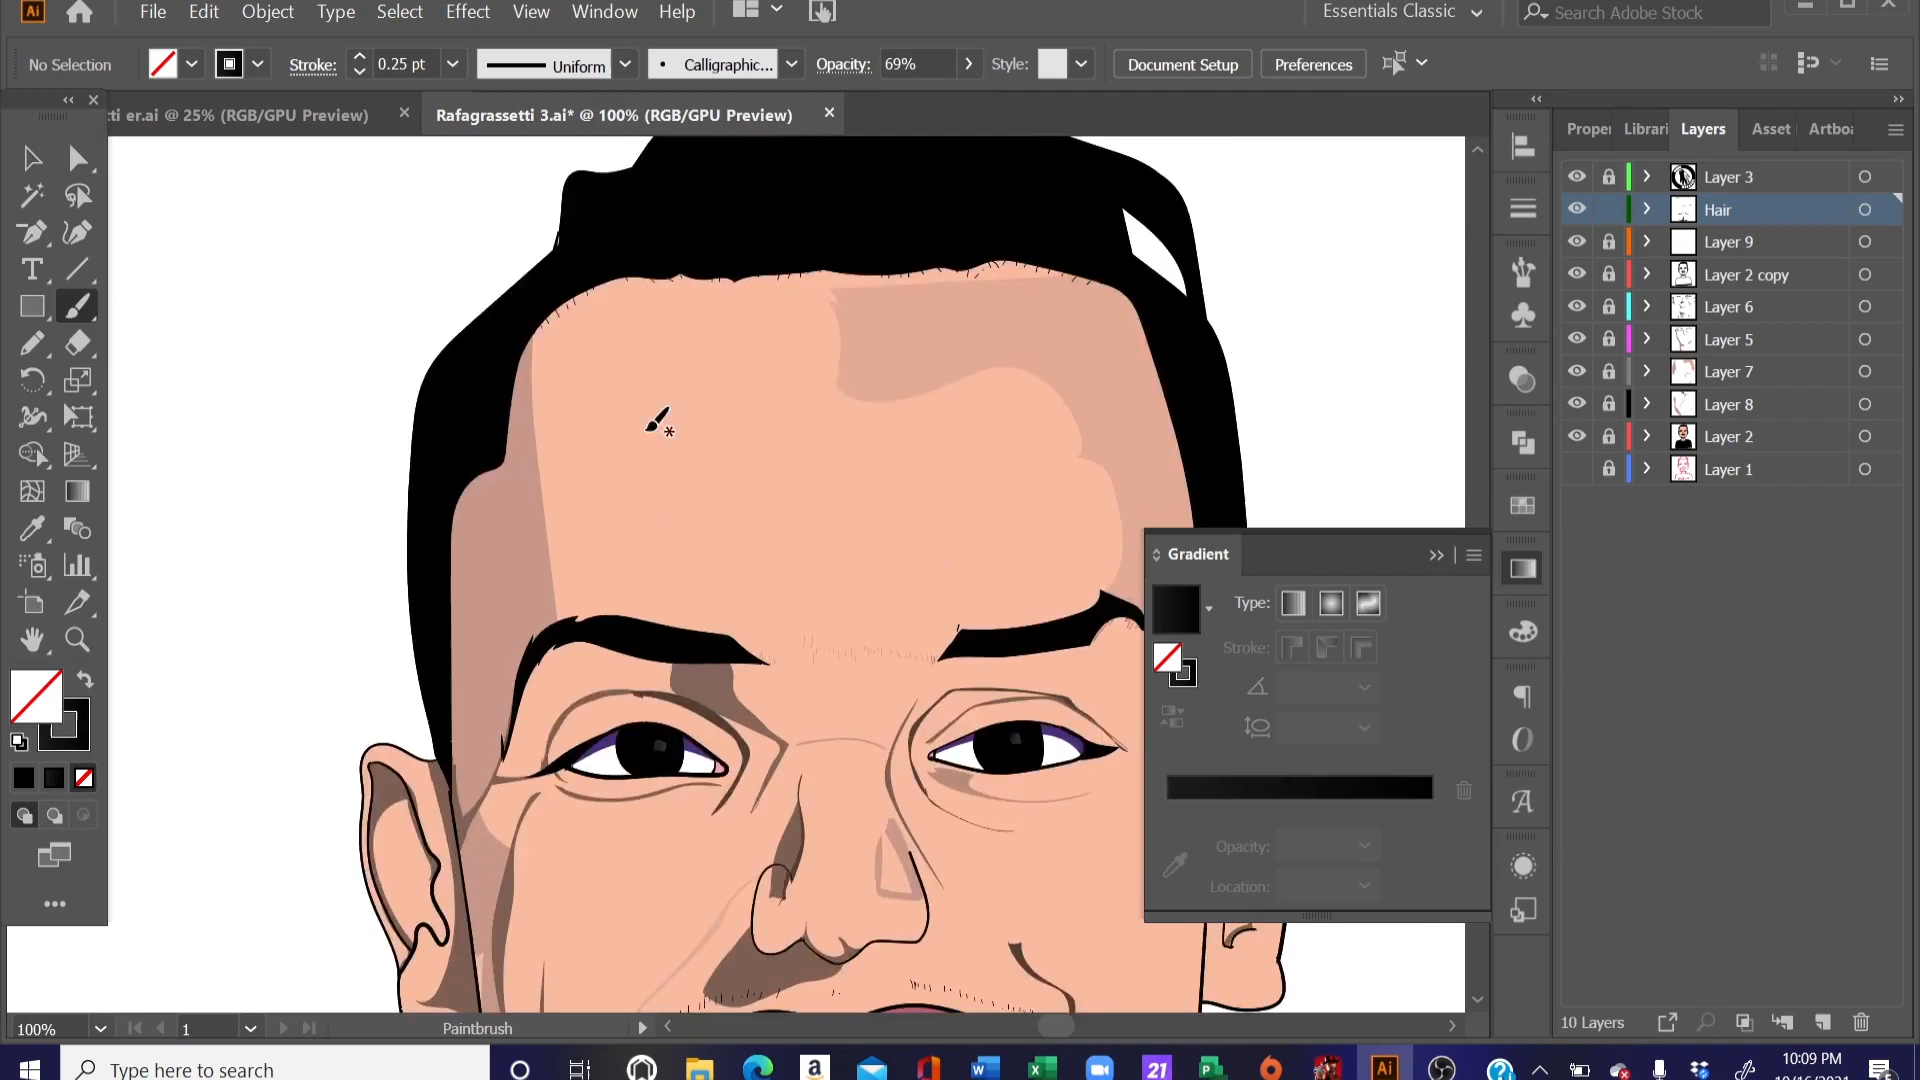 Ai File Edit Object Type Select Effect View Window Help Essentials Classic Search Adobe Stock
No Selection Stroke: 0.25 pt Uniform Calligraphic... Opacity: 69% Style: Document Setup Preferences
ti er.ai @ 25% (RGB/GPU Preview) Rafagrassetti 3.ai* @ 100% (RGB/GPU Preview)
Proper Librari Layers Asset Artboa
Layer 3
Hair
Layer 9
Layer 2 copy
Layer 6
Layer 5
Layer 7
Layer 8
Layer 2
Layer 1
Gradient
Type:
Stroke:
Opacity:
Location:
100% 1 Paintbrush 10 Layers
Type here to search 21 Ai 10:09 PM